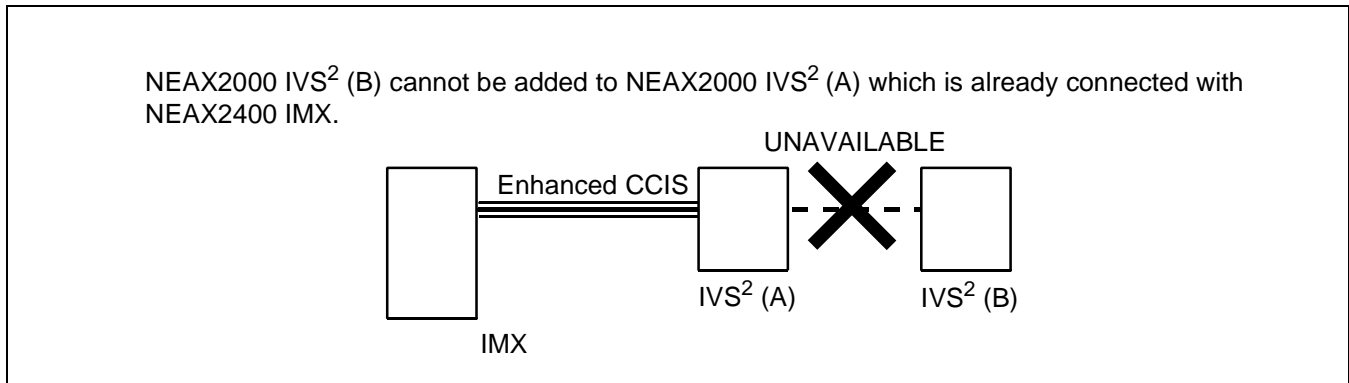 NEAX2000 IVS² (B) cannot be added to NEAX2000 IVS² (A) which is already connected with
NEAX2400 IMX.
UNAVAILABLE
Enhanced CCIS
IVS² (A)
IVS² (B)
IMX